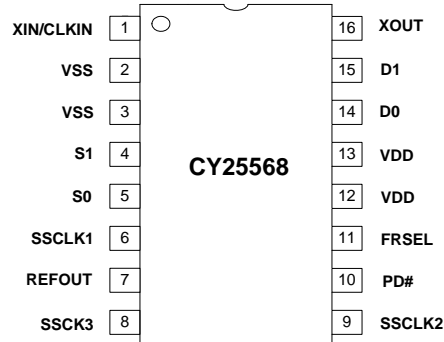 XIN/CLKIN 1 16 XOUT
VSS 2 15 D1
VSS 3 14 D0
S1 4 13 VDD
CY25568
S0 5 12 VDD
SSCLK1 6 11 FRSEL
REFOUT 7 10 PD#
SSCK3 8 9 SSCLK2